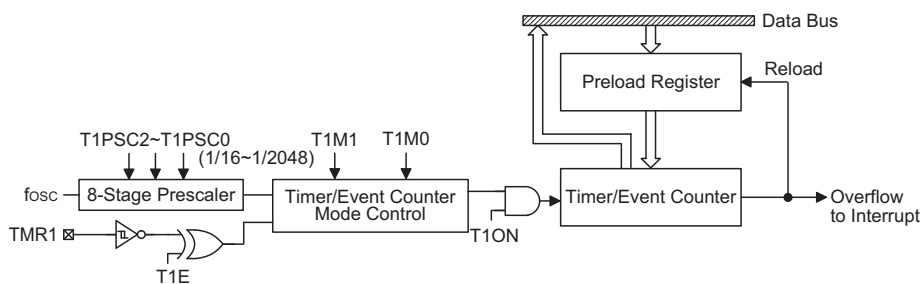 Data Bus
Preload Register
Reload
T1PSC2~T1PSC0
(1/16~1/2048)
T1M1
T1M0
fosc
8-Stage Prescaler
Timer/Event Counter
Mode Control
Timer/Event Counter
Overflow
to Interrupt
TMR1
T1ON
T1E